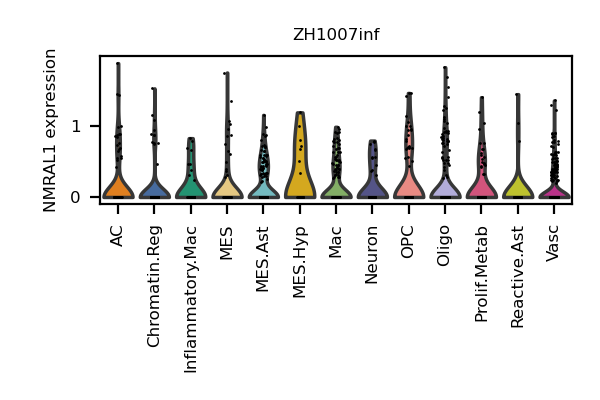 ZH1007inf
NMRAL1 expression
1
0
AC
Chromatin.Reg
Inflammatory.Mac
MES
MES.Ast
MES.Hyp
Mac
Neuron
OPC
Oligo
Prolif.Metab
Reactive.Ast
Vasc